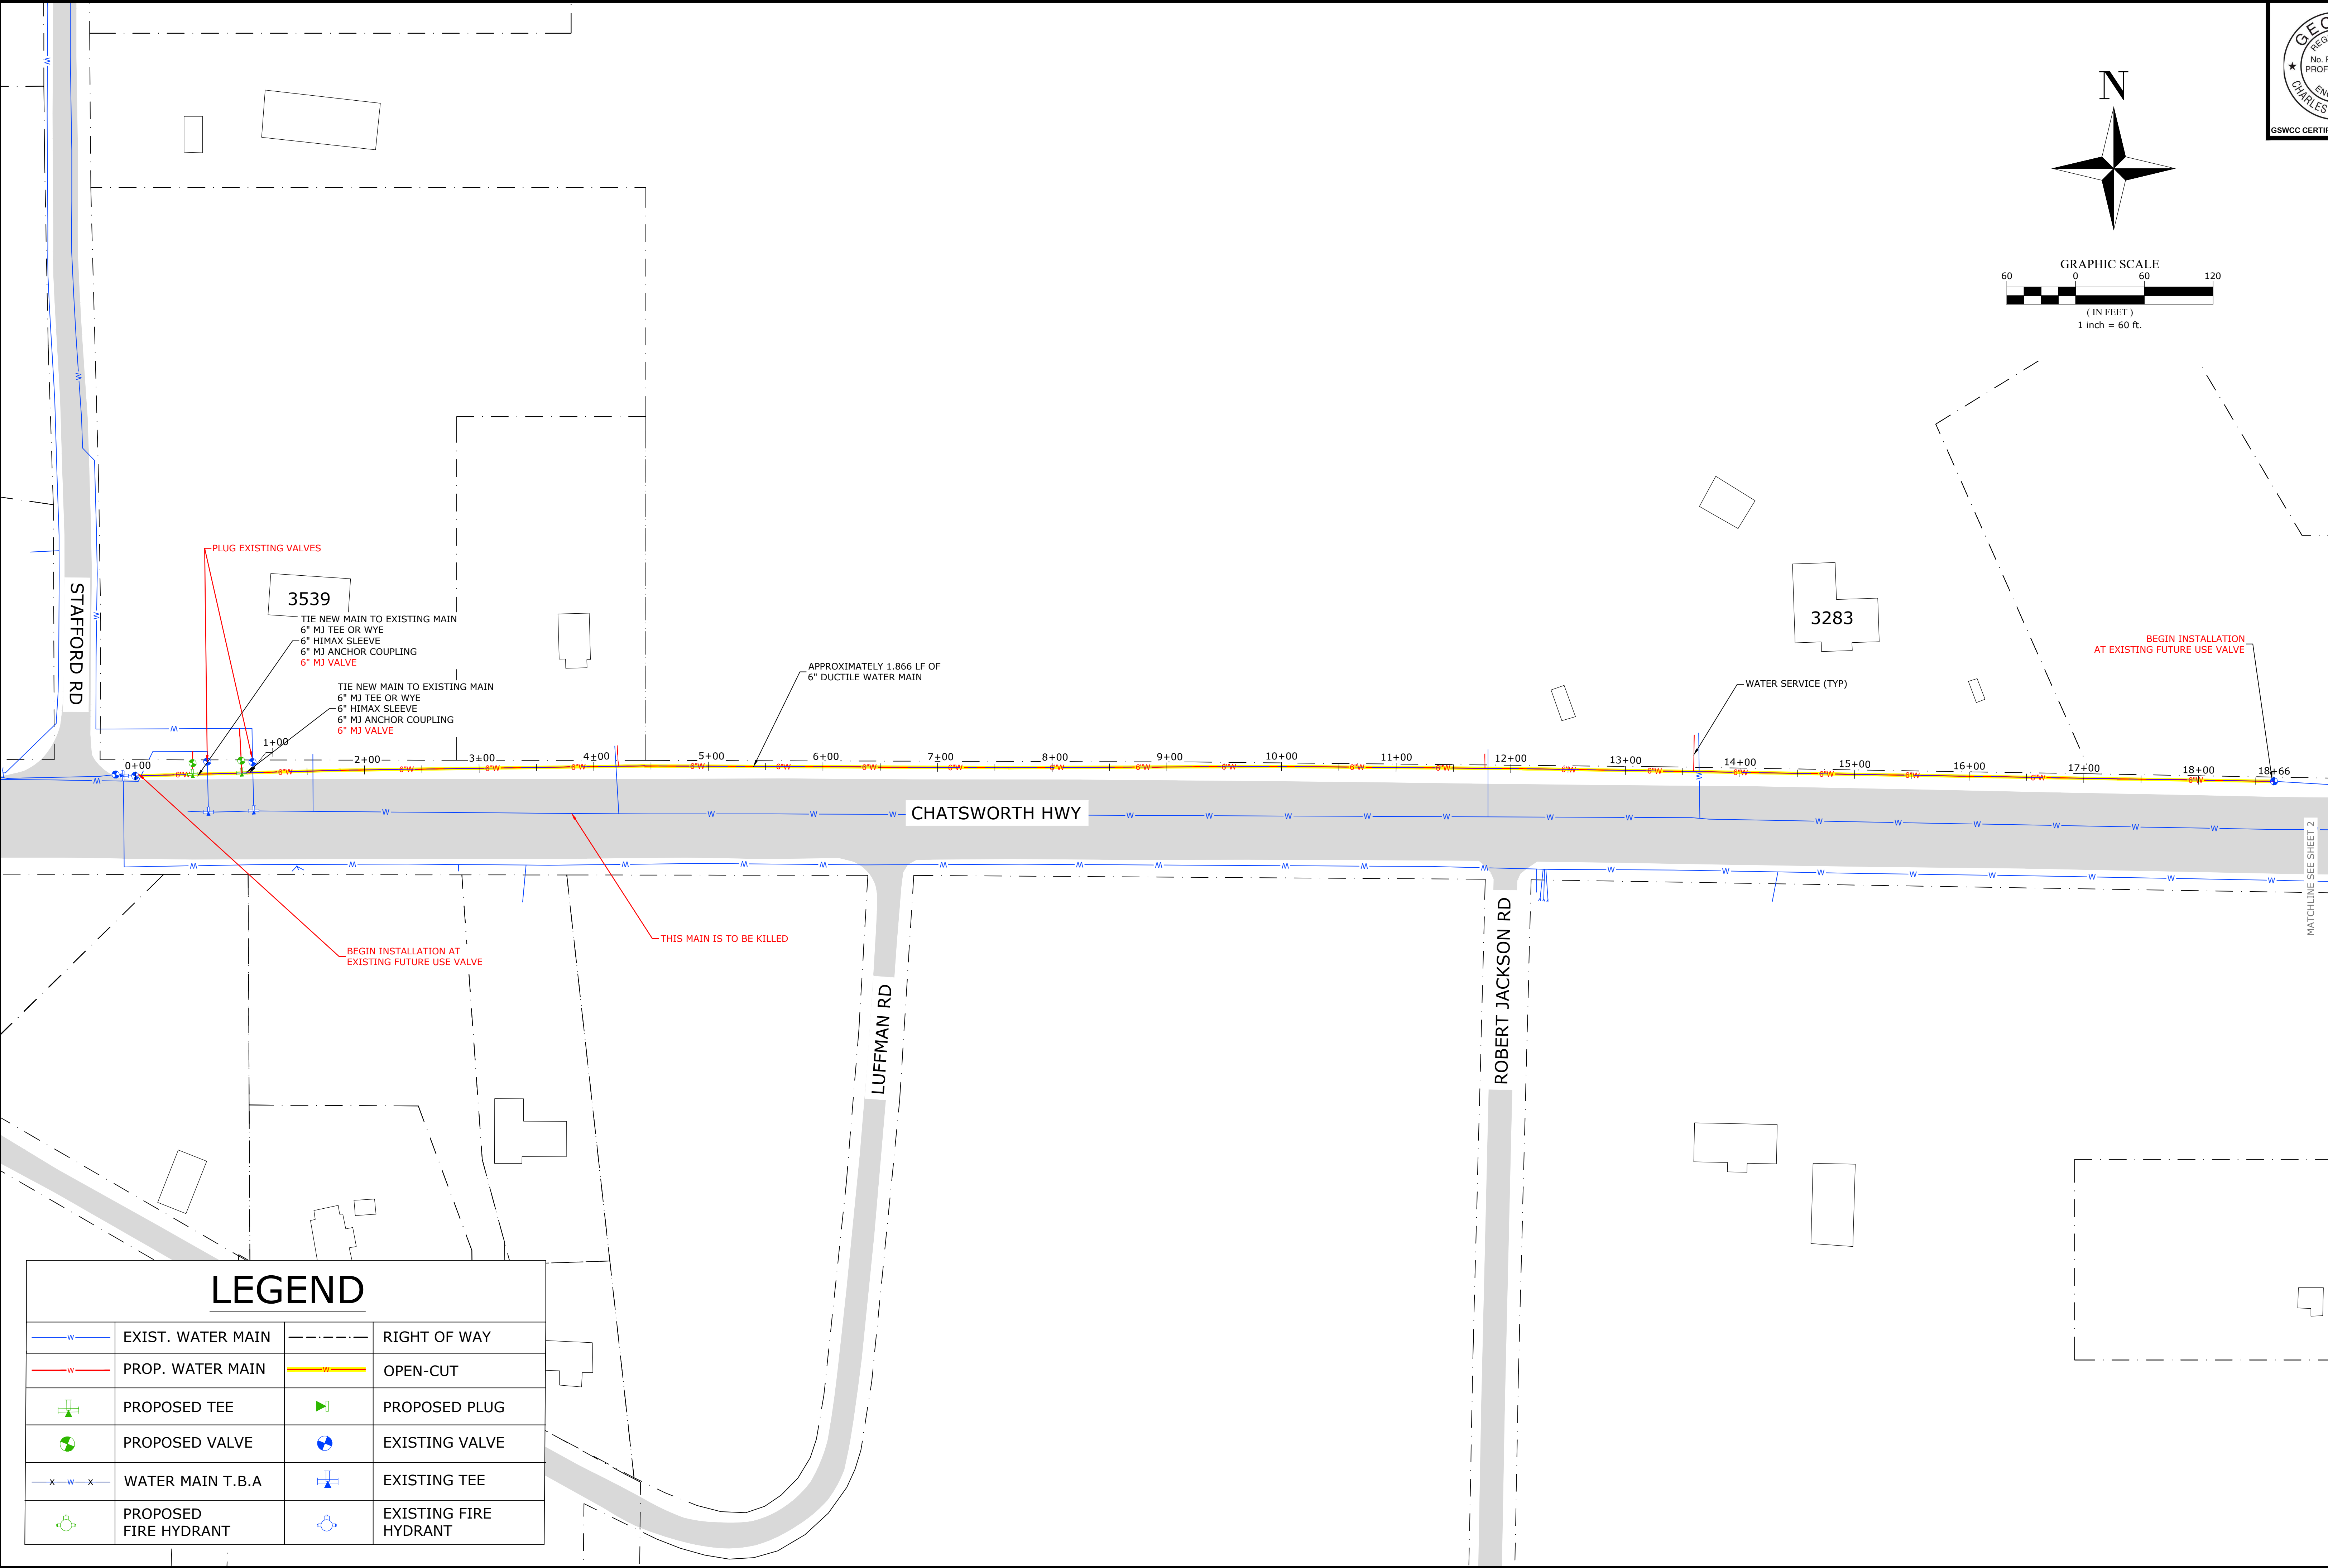 GEO
REG
No. P
PROF
ENG
CHARLES
GSWCC CERTIF
N
GRAPHIC SCALE
60 0 60 120
( IN FEET )
1 inch = 60 ft.
STAFFORD RD
PLUG EXISTING VALVES
3539
TIE NEW MAIN TO EXISTING MAIN
6" MJ TEE OR WYE
6" HIMAX SLEEVE
6" MJ ANCHOR COUPLING
6" MJ VALVE
TIE NEW MAIN TO EXISTING MAIN
6" MJ TEE OR WYE
6" HIMAX SLEEVE
6" MJ ANCHOR COUPLING
6" MJ VALVE
APPROXIMATELY 1.866 LF OF
6" DUCTILE WATER MAIN
3283
WATER SERVICE (TYP)
BEGIN INSTALLATION
AT EXISTING FUTURE USE VALVE
0+00 1+00 2+00 3+00 4+00 5+00 6+00 7+00 8+00 9+00 10+00 11+00 12+00 13+00 14+00 15+00 16+00 17+00 18+00 18+66
CHATSWORTH HWY
MATCHLINE SEE SHEET 2
BEGIN INSTALLATION AT
EXISTING FUTURE USE VALVE
THIS MAIN IS TO BE KILLED
LUFFMAN RD
ROBERT JACKSON RD
LEGEND
W EXIST. WATER MAIN RIGHT OF WAY
W PROP. WATER MAIN W OPEN-CUT
PROPOSED TEE PROPOSED PLUG
PROPOSED VALVE EXISTING VALVE
X W X WATER MAIN T.B.A EXISTING TEE
PROPOSED
FIRE HYDRANT
EXISTING FIRE
HYDRANT